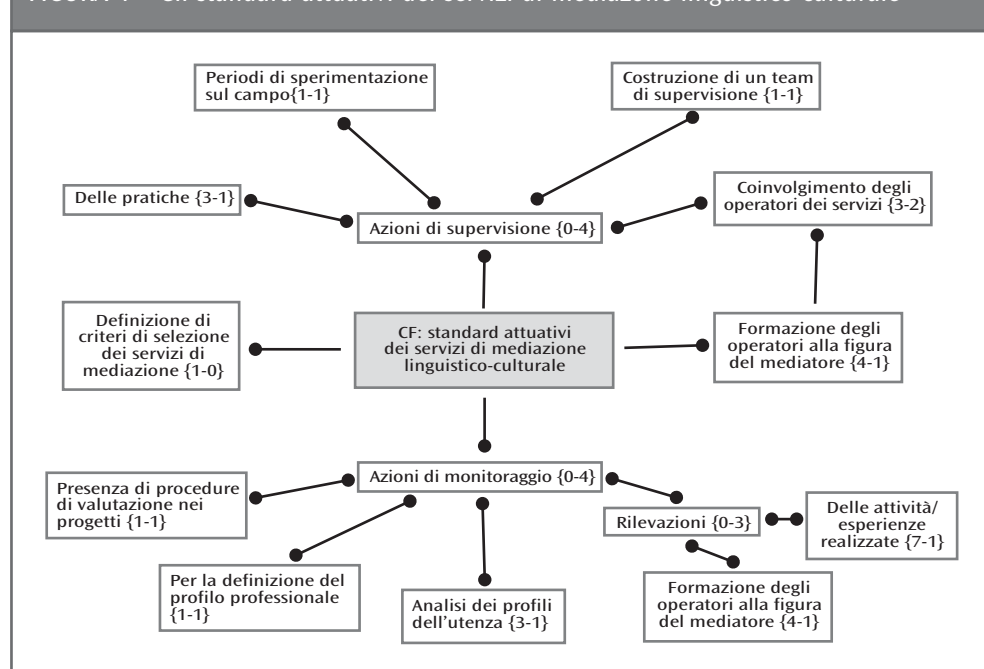 Periodi di sperimentazione
sul campo{1-1}
Costruzione di un team
di supervisione {1-1}
Delle pratiche {3-1}
Coinvolgimento degli
operatori dei servizi {3-2}
Azioni di supervisione {0-4}
Definizione di
criteri di selezione
dei servizi di
mediazione {1-0}
CF: standard attuativi
dei servizi di mediazione
linguistico-culturale
Formazione degli
operatori alla figura
del mediatore {4-1}
Azioni di monitoraggio {0-4}
Presenza di procedure
di valutazione nei
progetti {1-1}
Rilevazioni {0-3}
Delle attività/
esperienze
realizzate {7-1}
Per la definizione del
profilo professionale
{1-1}
Analisi dei profili
dell'utenza {3-1}
Formazione degli
operatori alla figura
del mediatore {4-1}